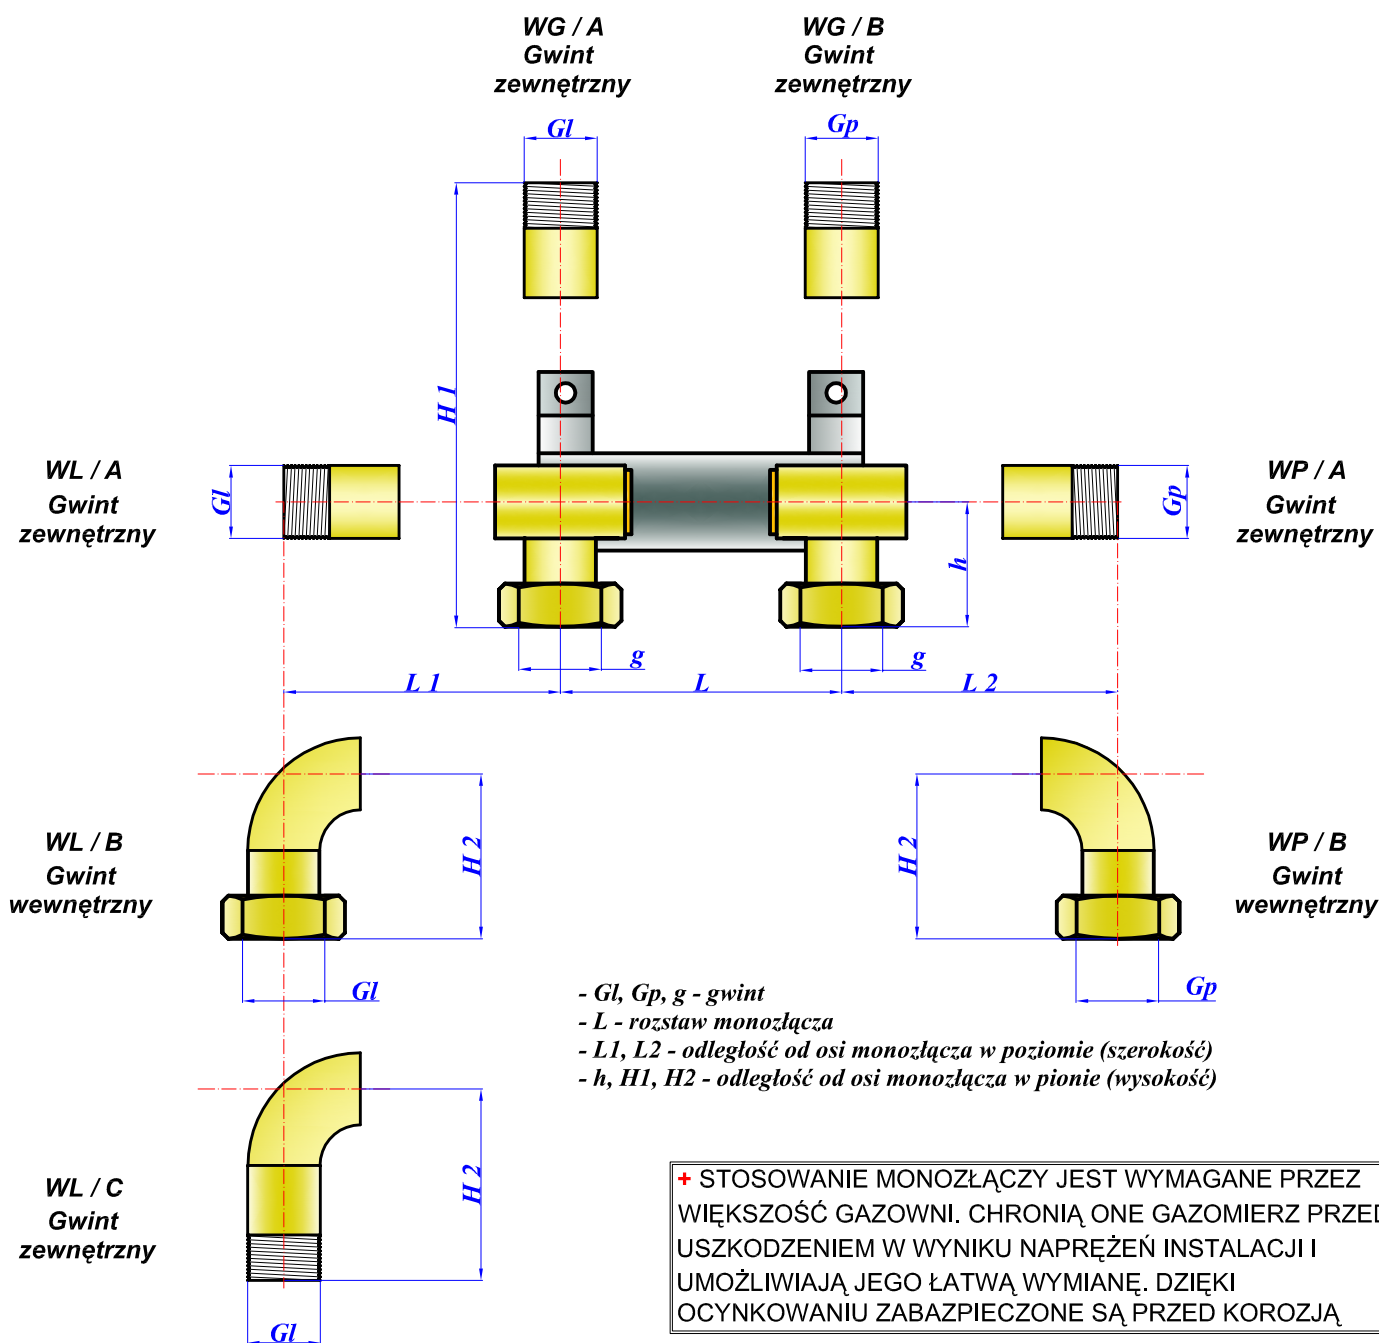 WG / A
Gwint
zewnętrzny
WG / B
Gwint
zewnętrzny
Gl
Gp
H 1
WL / A
Gwint
zewnętrzny
Gl
Gp
WP / A
Gwint
zewnętrzny
h
g
g
L 1
L
L 2
WL / B
Gwint
wewnętrzny
H 2
H 2
WP / B
Gwint
wewnętrzny
Gl
Gp
- Gl, Gp, g - gwint
- L - rozstaw monozłącza
- L1, L2 - odległość od osi monozłącza w poziomie (szerokość)
- h, H1, H2 - odległość od osi monozłącza w pionie (wysokość)
WL / C
Gwint
zewnętrzny
H 2
Gl
+ STOSOWANIE MONOZŁĄCZY JEST WYMAGANE PRZEZ
WIĘKSZOŚĆ GAZOWNI. CHRONIĄ ONE GAZOMIERZ PRZED
USZKODZENIEM W WYNIKU NAPRĘŻEŃ INSTALACJI I
UMOŻLIWIAJĄ JEGO ŁATWĄ WYMIANĘ. DZIĘKI
OCYNKOWANIU ZABAZPIECZONE SĄ PRZED KOROZJĄ